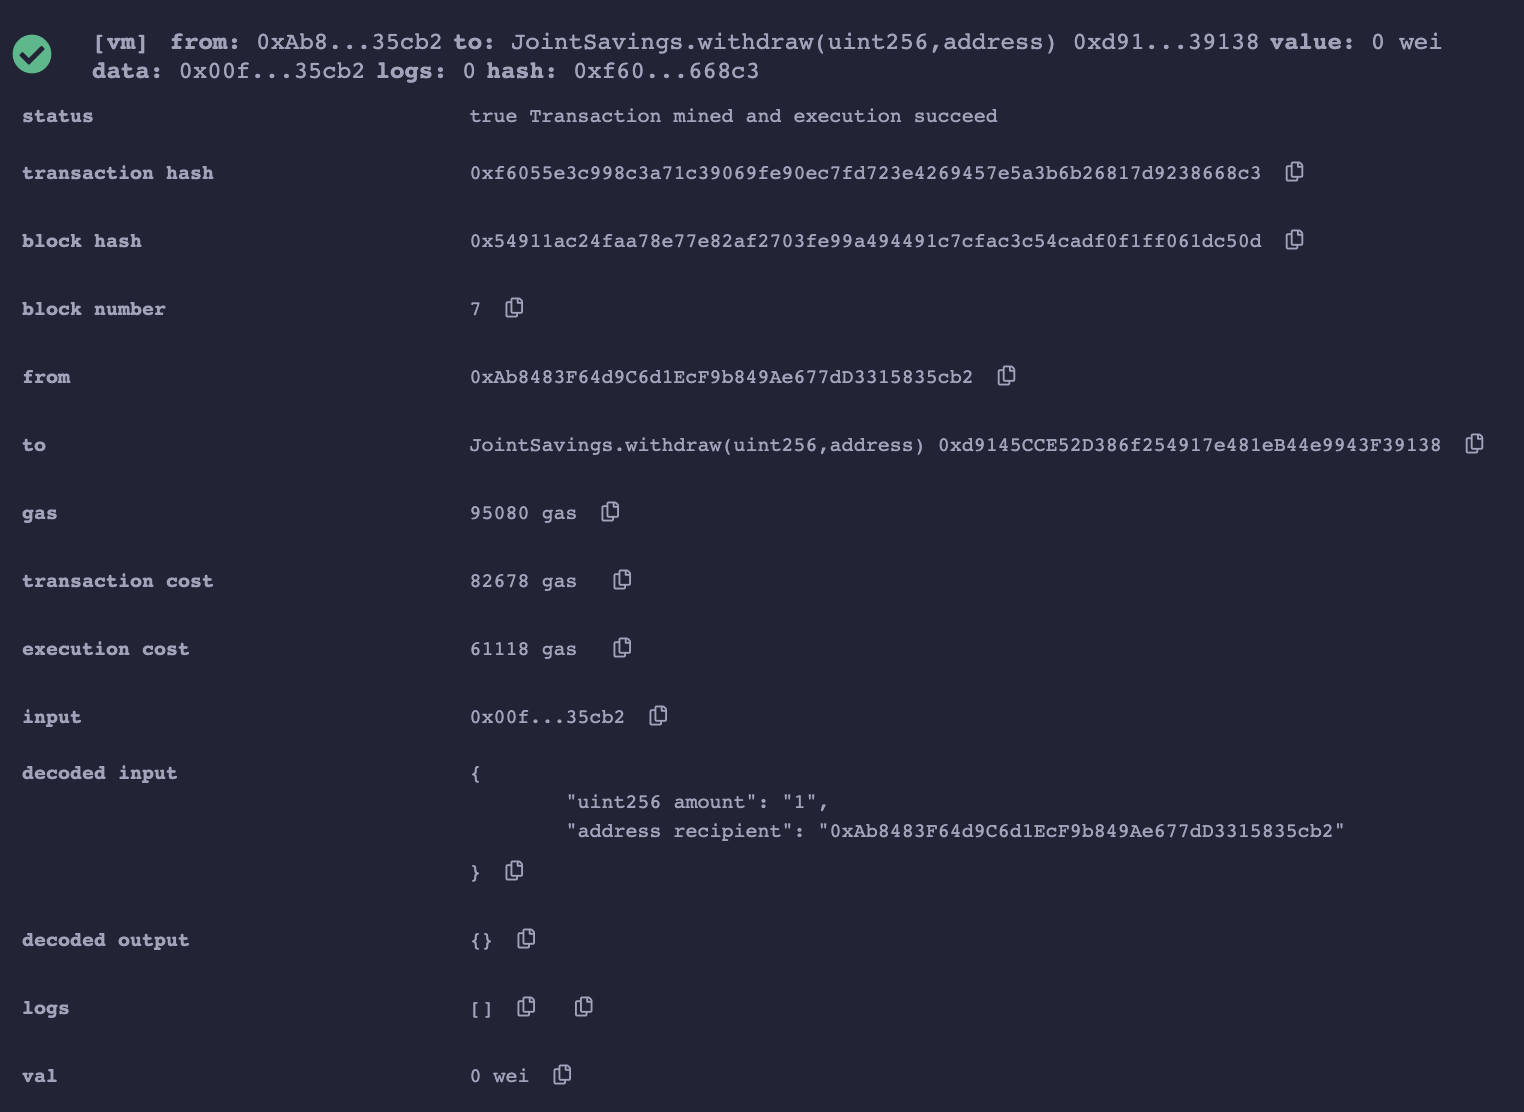 [vm] from: 0xAb8...35cb2 to: JointSavings.withdraw(uint256,address) 0xd91...39138 value: 0 wei
data: 0x00f...35cb2 logs: 0 hash: 0xf60...668c3
status true Transaction mined and execution succeed
transaction hash 0xf6055e3c998c3a71c39069fe90ec7fd723e4269457e5a3b6b26817d9238668c3
block hash 0x54911ac24faa78e77e82af2703fe99a494491c7cfac3c54cadf0f1ff061dc50d
block number 7
from 0xAb8483F64d9C6d1EcF9b849Ae677dD3315835cb2
to JointSavings.withdraw(uint256,address) 0xd9145CCE52D386f254917e481eB44e9943F39138
gas 95080 gas
transaction cost 82678 gas
execution cost 61118 gas
input 0x00f...35cb2
decoded input {
"uint256 amount": "1",
"address recipient": "0xAb8483F64d9C6d1EcF9b849Ae677dD3315835cb2"
}
decoded output {}
logs []
val 0 wei